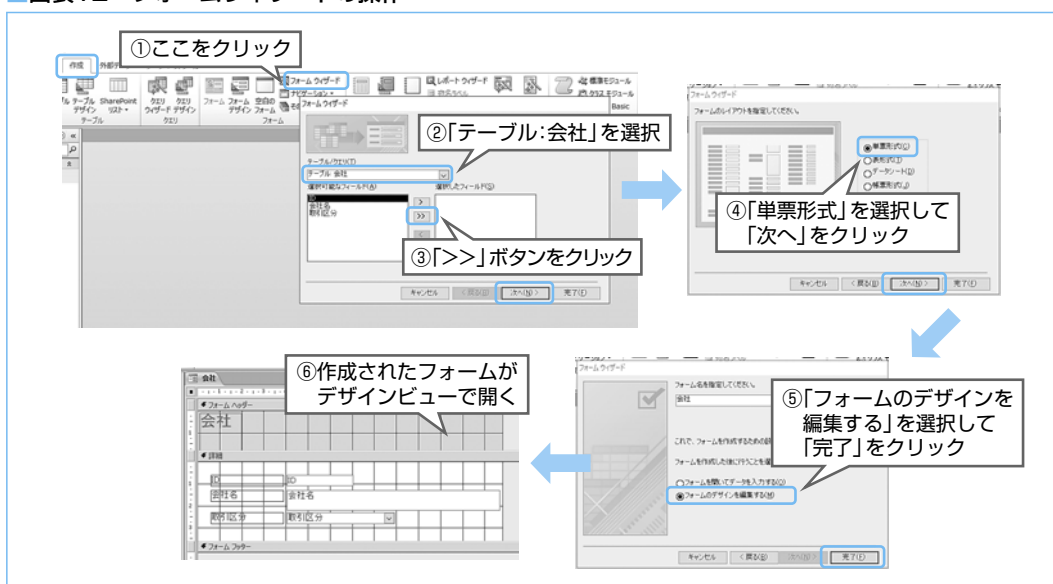 ①ここをクリック
作成
フォーム ウィザード
レポート ウィザード
標準モジュール
クラス モジュール
ナビゲーション
テーブル
デザイン
SharePoint
リスト
クエリ
ウィザード
クエリ
デザイン
フォーム
フォーム
デザイン
空白の
フォーム
Basic
テーブル
クエリ
フォーム
フォーム ウィザード
②「テーブル:会社」を選択
テーブル/クエリ(T)
テーブル: 会社
選択可能なフィールド(A)
選択したフィールド(S)
ID
会社名
取引区分
>
>>
<
③「>>」ボタンをクリック
キャンセル
< 戻る(B)
次へ(N) >
完了(F)
フォーム ウィザード
フォームのレイアウトを指定してください。
単票形式(C)
表形式(T)
データシート(D)
帳票形式(J)
④「単票形式」を選択して
「次へ」をクリック
キャンセル
< 戻る(B)
次へ(N) >
完了(F)
フォーム ウィザード
フォーム名を指定してください。
会社
⑤「フォームのデザインを
編集する」を選択して
「完了」をクリック
フォームを開いてデータを入力する(O)
フォームのデザインを編集する(M)
キャンセル
< 戻る(B)
次へ(N) >
完了(F)
⑥作成されたフォームが
デザインビューで開く
会社
フォーム ヘッダー
会社
詳細
ID
ID
会社名
会社名
取引区分
取引区分
フォーム フッター